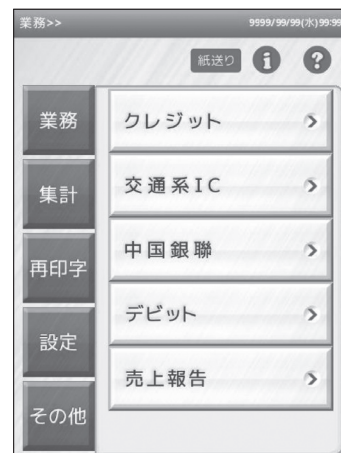 業務>> 9999/99/99(水)99:99
紙送り i ?
業務
集計
再印字
設定
その他
クレジット
交通系IC
中国銀聯
デビット
売上報告